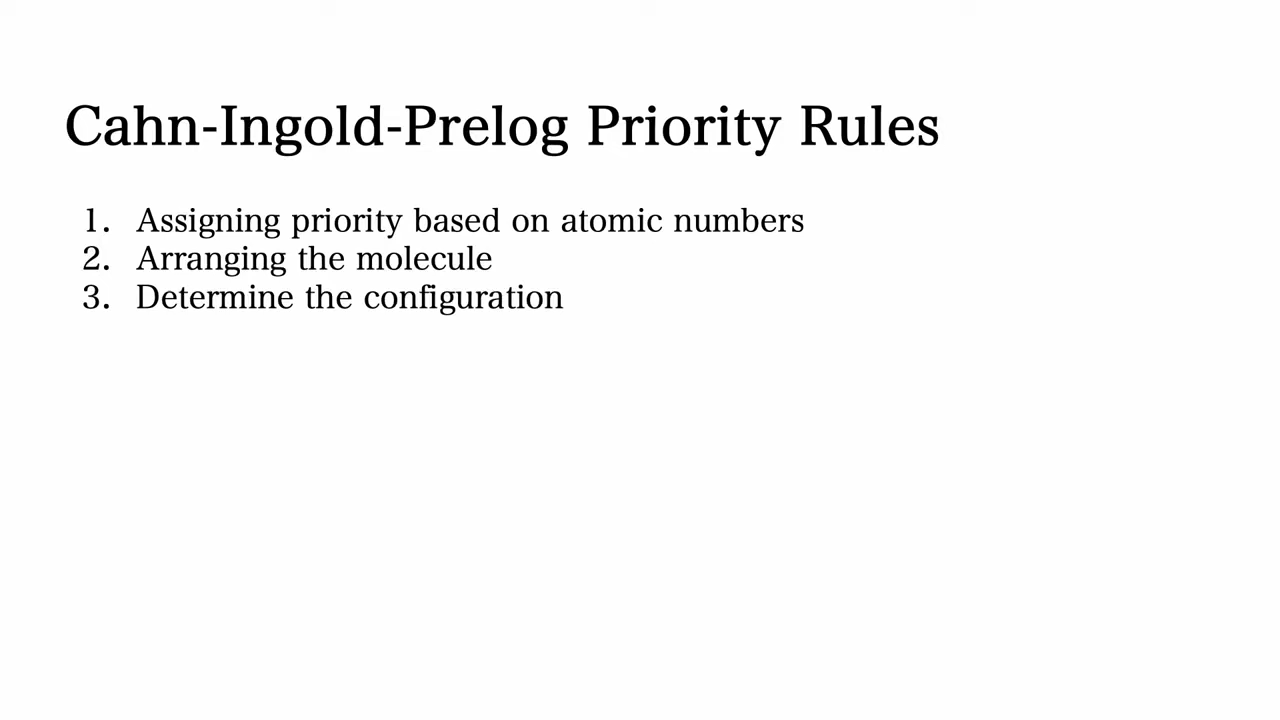 Cahn-Ingold-Prelog Priority Rules
1. Assigning priority based on atomic numbers
2. Arranging the molecule
3. Determine the configuration